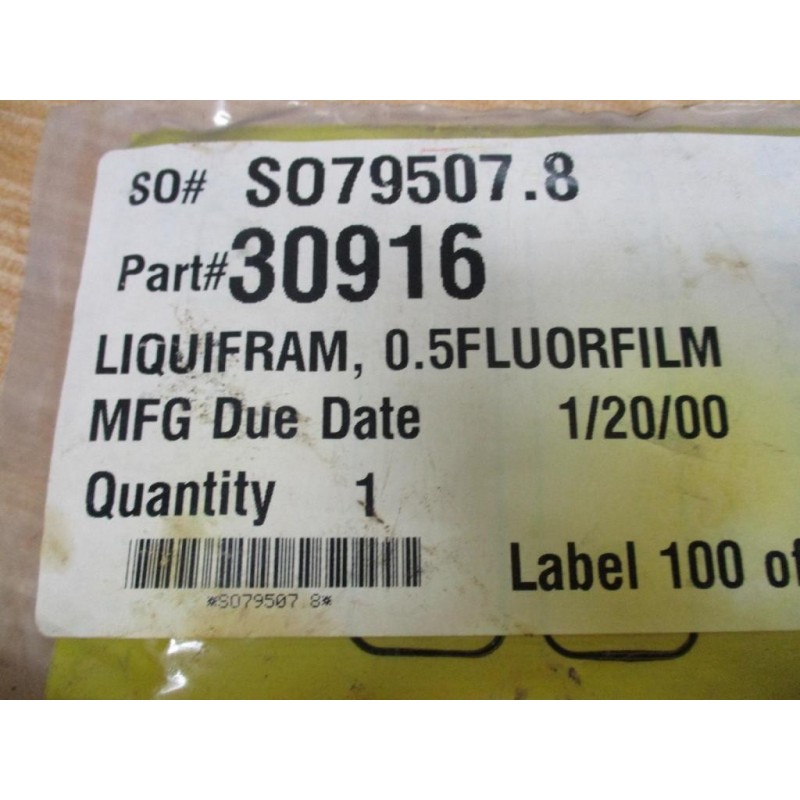 SO# SO79507.8
Part#30916
LIQUIFRAM, 0.5FLUORFILM
MFG Due Date 1/20/00
Quantity 1
Label 100 of
*SO79507.8*